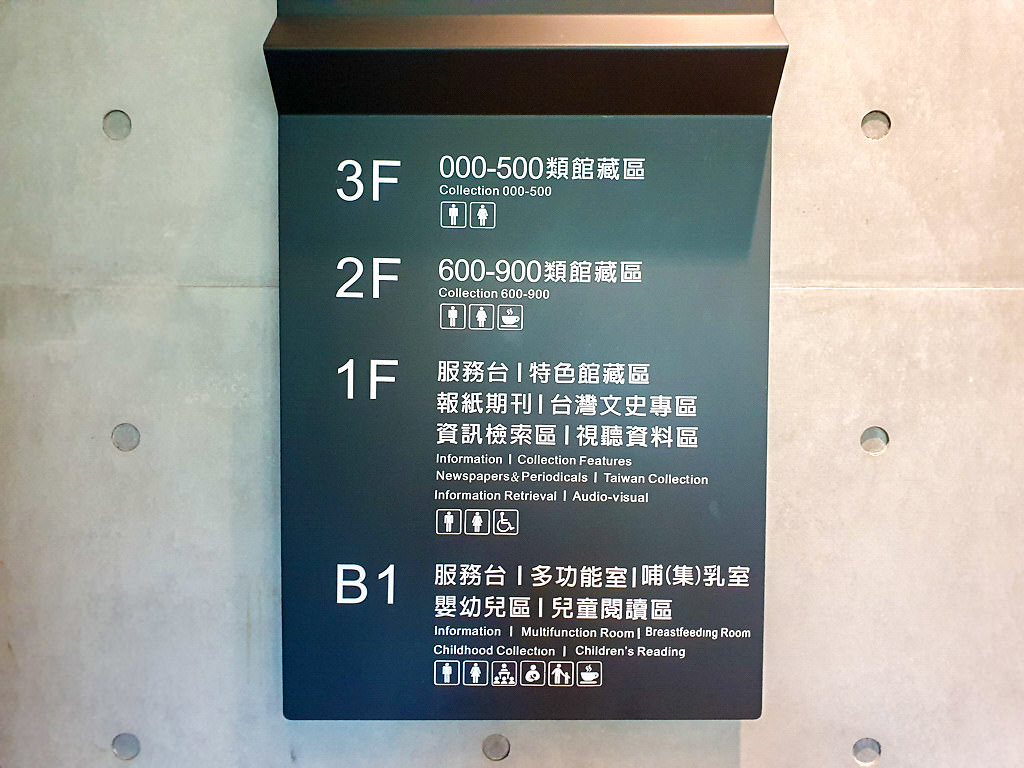 3F
000-500類館藏區
Collection 000-500
2F
600-900類館藏區
Collection 600-900
1F
服務台 | 特色館藏區
報紙期刊 | 台灣文史專區
資訊檢索區 | 視聽資料區
Information | Collection Features
Newspapers&Periodicals | Taiwan Collection
Information Retrieval | Audio-visual
B1
服務台 | 多功能室 | 哺(集)乳室
嬰幼兒區 | 兒童閱讀區
Information | Multifunction Room | Breastfeeding Room
Childhood Collection | Children's Reading